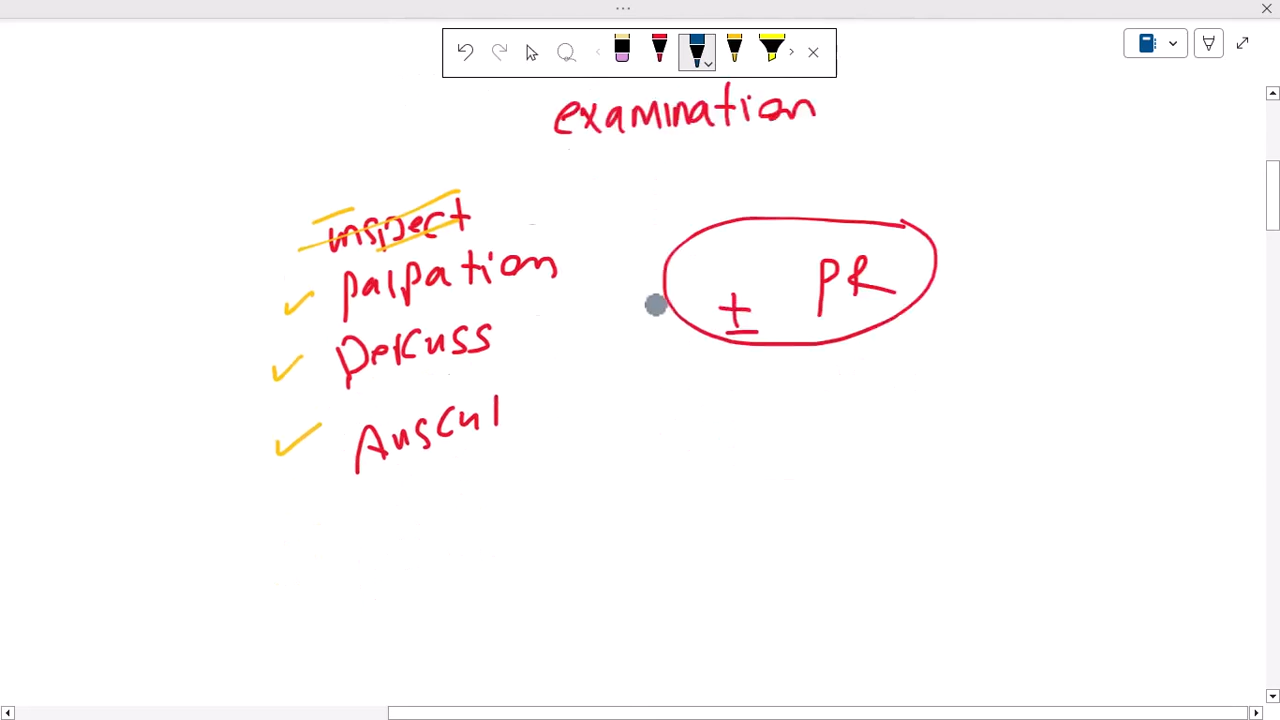 examination
inspect
palpation
percuss
Auscul
± PR